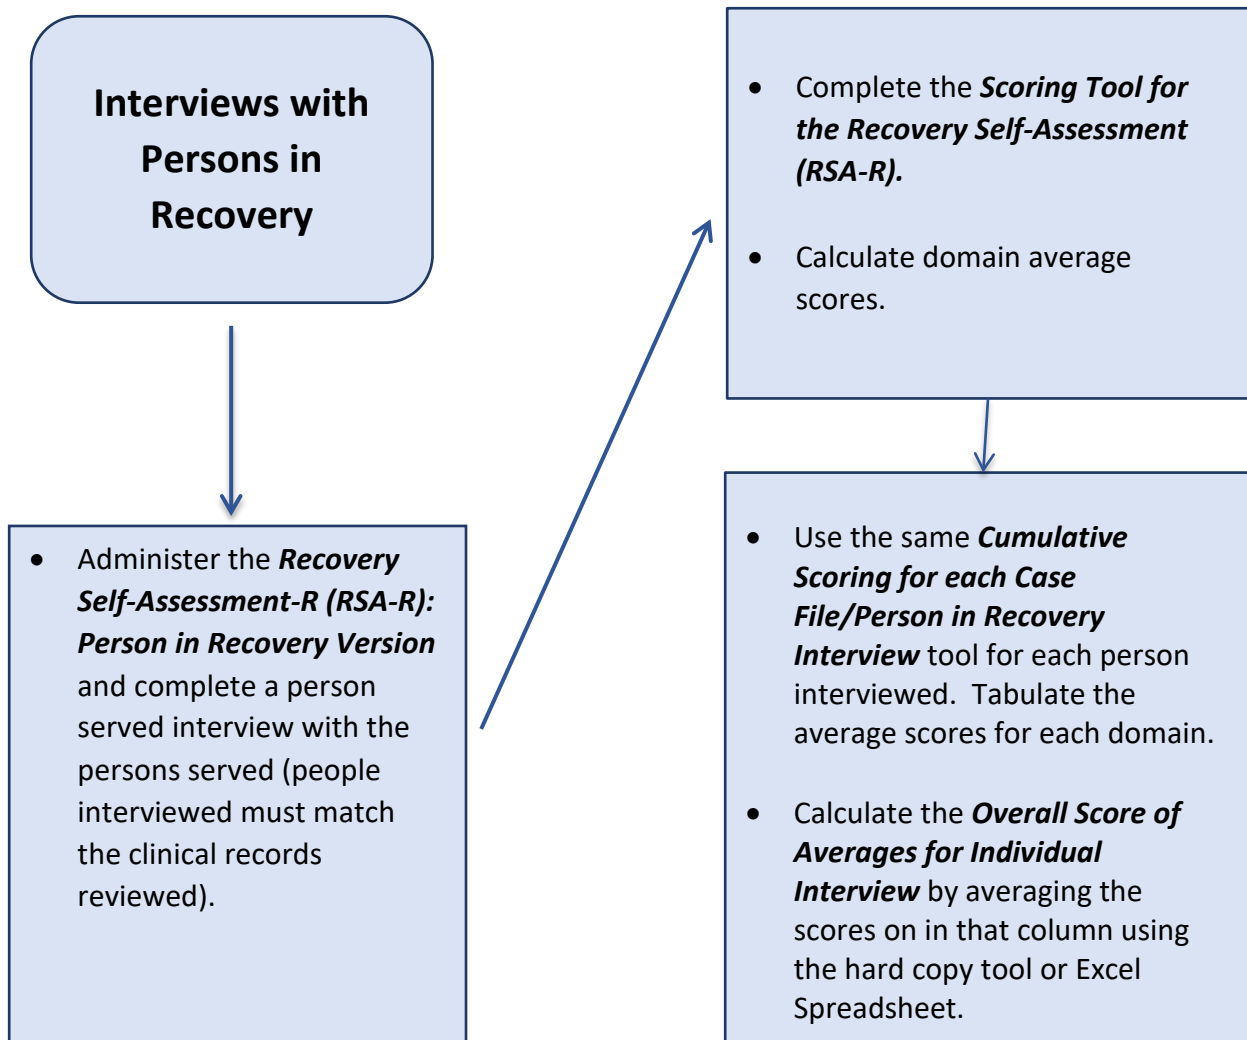 Interviews with
Persons in
Recovery
• Administer the Recovery
Self-Assessment-R (RSA-R):
Person in Recovery Version
and complete a person
served interview with the
persons served (people
interviewed must match
the clinical records
reviewed).
• Complete the Scoring Tool for
the Recovery Self-Assessment
(RSA-R).
• Calculate domain average
scores.
• Use the same Cumulative
Scoring for each Case
File/Person in Recovery
Interview tool for each person
interviewed.  Tabulate the
average scores for each domain.
• Calculate the Overall Score of
Averages for Individual
Interview by averaging the
scores on in that column using
the hard copy tool or Excel
Spreadsheet.